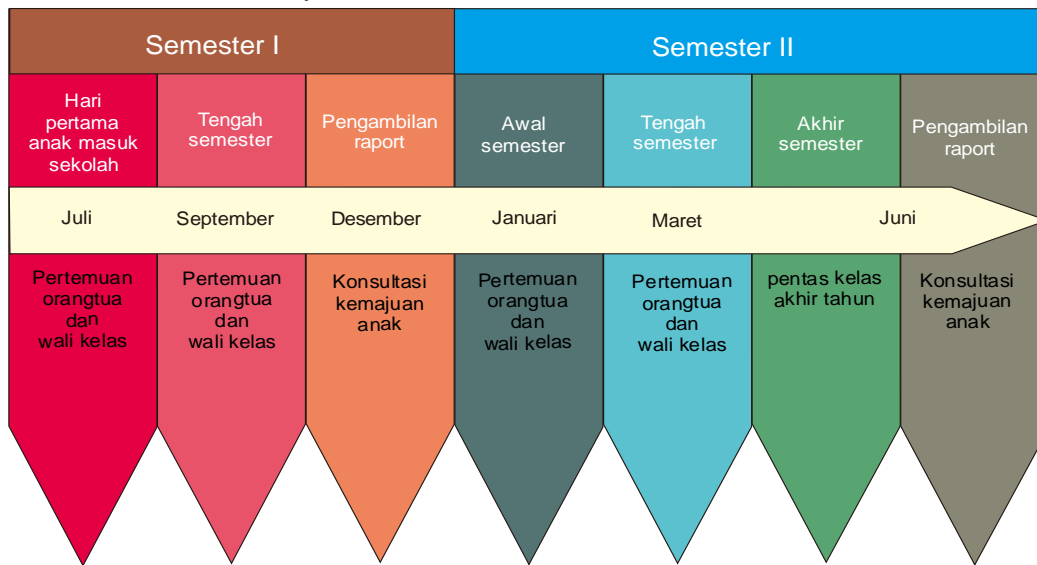 Semester I
Semester II
Hari
pertama
anak masuk
sekolah
Tengah
semester
Pengambilan
raport
Awal
semester
Tengah
semester
Akhir
semester
Pengambilan
raport
Juli
September
Desember
Januari
Maret
Juni
Pertemuan
orangtua
dan
wali kelas
Pertemuan
orangtua
dan
wali kelas
Konsultasi
kemajuan
anak
Pertemuan
orangtua
dan
wali kelas
Pertemuan
orangtua
dan
wali kelas
pentas kelas
akhir tahun
Konsultasi
kemajuan
anak